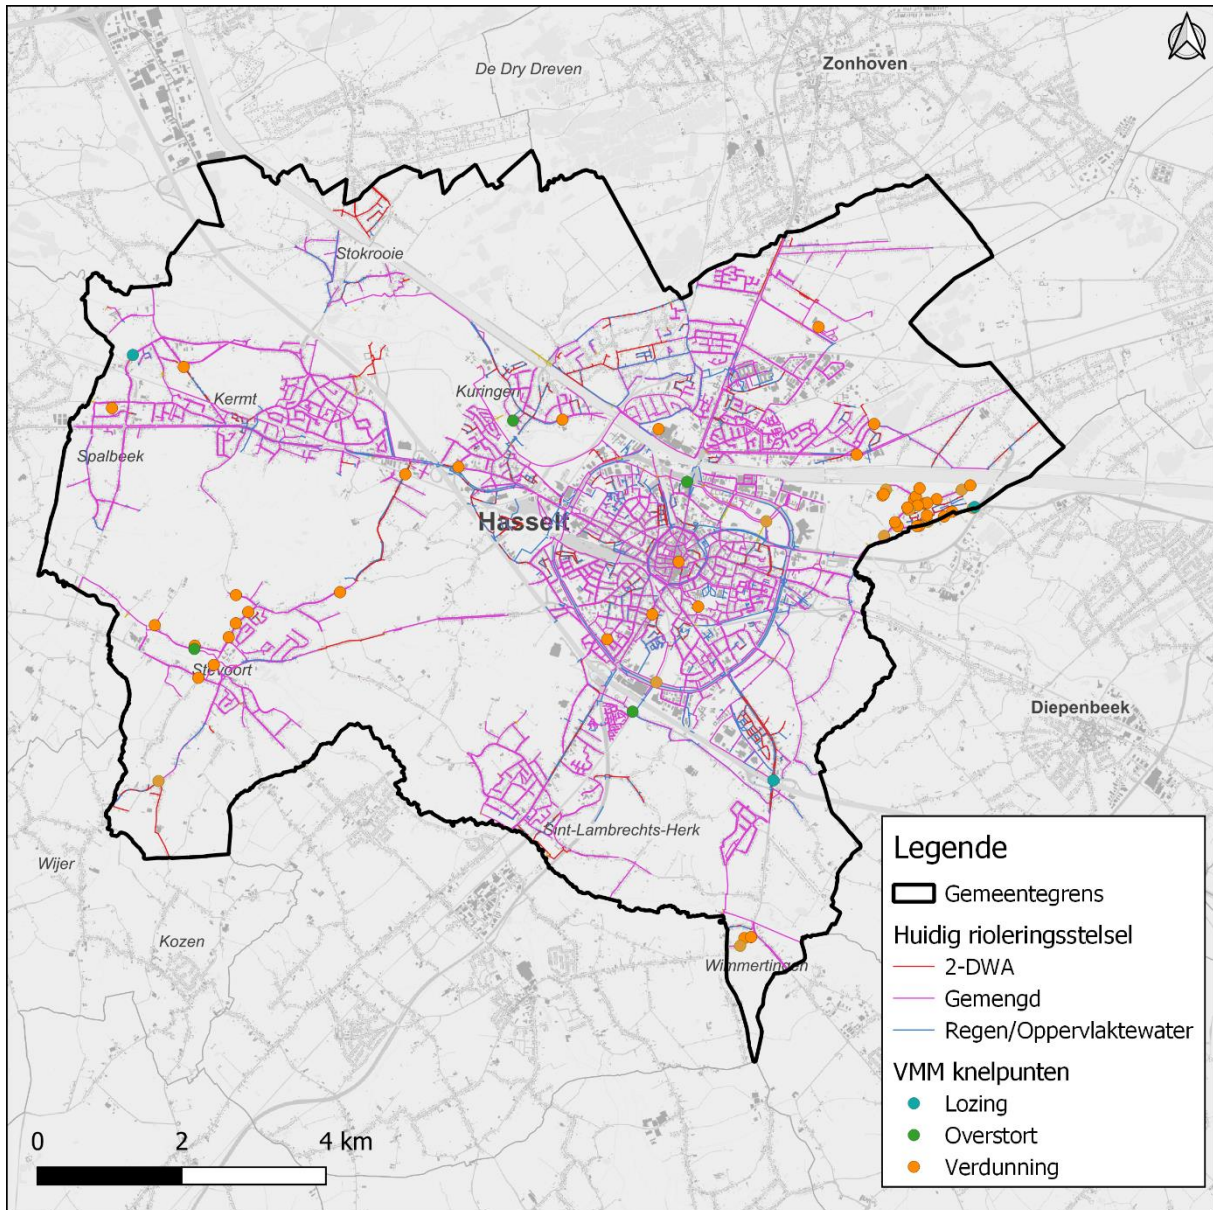 De Dry Dreven
Zonhoven
Stokrooie
Kuringen
Kermt
Spalbeek
Hasselt
Stevoort
Diepenbeek
Sint-Lambrechts-Herk
Wijer
Kozen
Wimmertingen
Legende
Gemeentegrens
Huidig rioleringsstelsel
2-DWA
Gemengd
Regen/Oppervlaktewater
VMM knelpunten
Lozing
Overstort
Verdunning
0 2 4 km